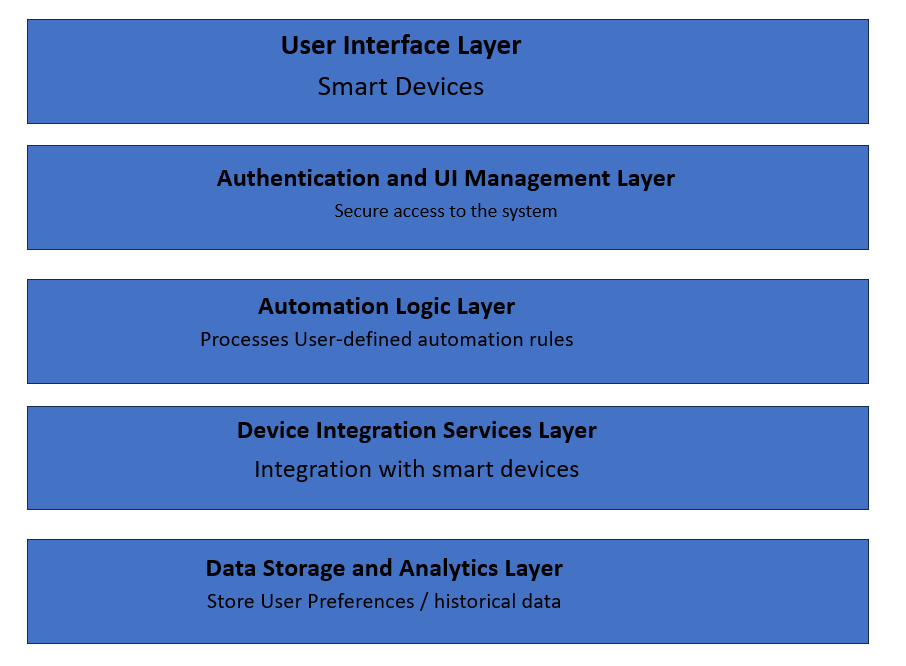 User Interface Layer
Smart Devices
Authentication and UI Management Layer
Secure access to the system
Automation Logic Layer
Processes User-defined automation rules
Device Integration Services Layer
Integration with smart devices
Data Storage and Analytics Layer
Store User Preferences / historical data